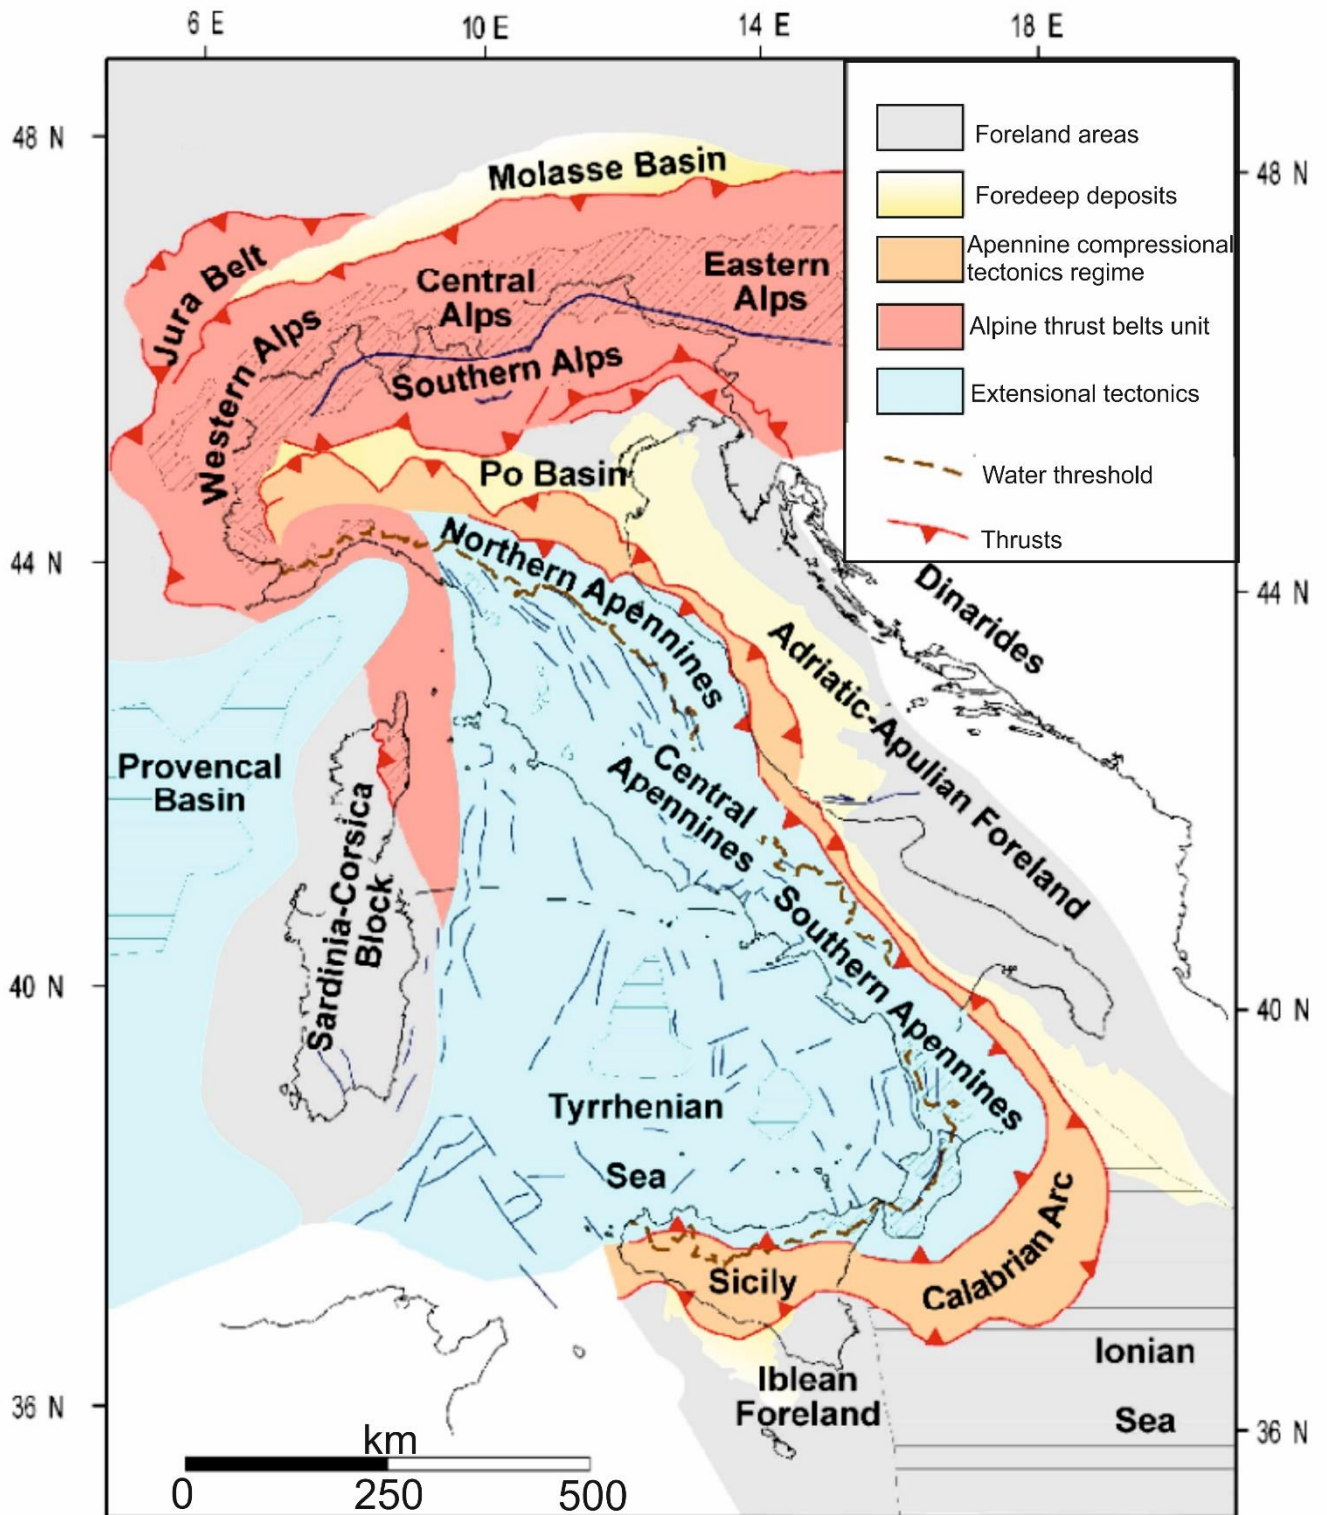 6 E
10 E
14 E
18 E
48 N
48 N
Foreland areas
Foredeep deposits
Apennine compressional
tectonics regime
Alpine thrust belts unit
Extensional tectonics
Water threshold
Thrusts
Molasse Basin
Jura Belt
Central
Alps
Eastern
Alps
Western Alps
Southern Alps
Po Basin
44 N
44 N
Northern Apennines
Dinarides
Adriatic-Apulian Foreland
Provencal
Basin
Central
Apennines
Sardinia-Corsica
Block
Southern Apennines
40 N
40 N
Tyrrhenian
Sea
Sicily
Calabrian Arc
Ionian
Sea
Iblean
Foreland
36 N
36 N
km
0
250
500